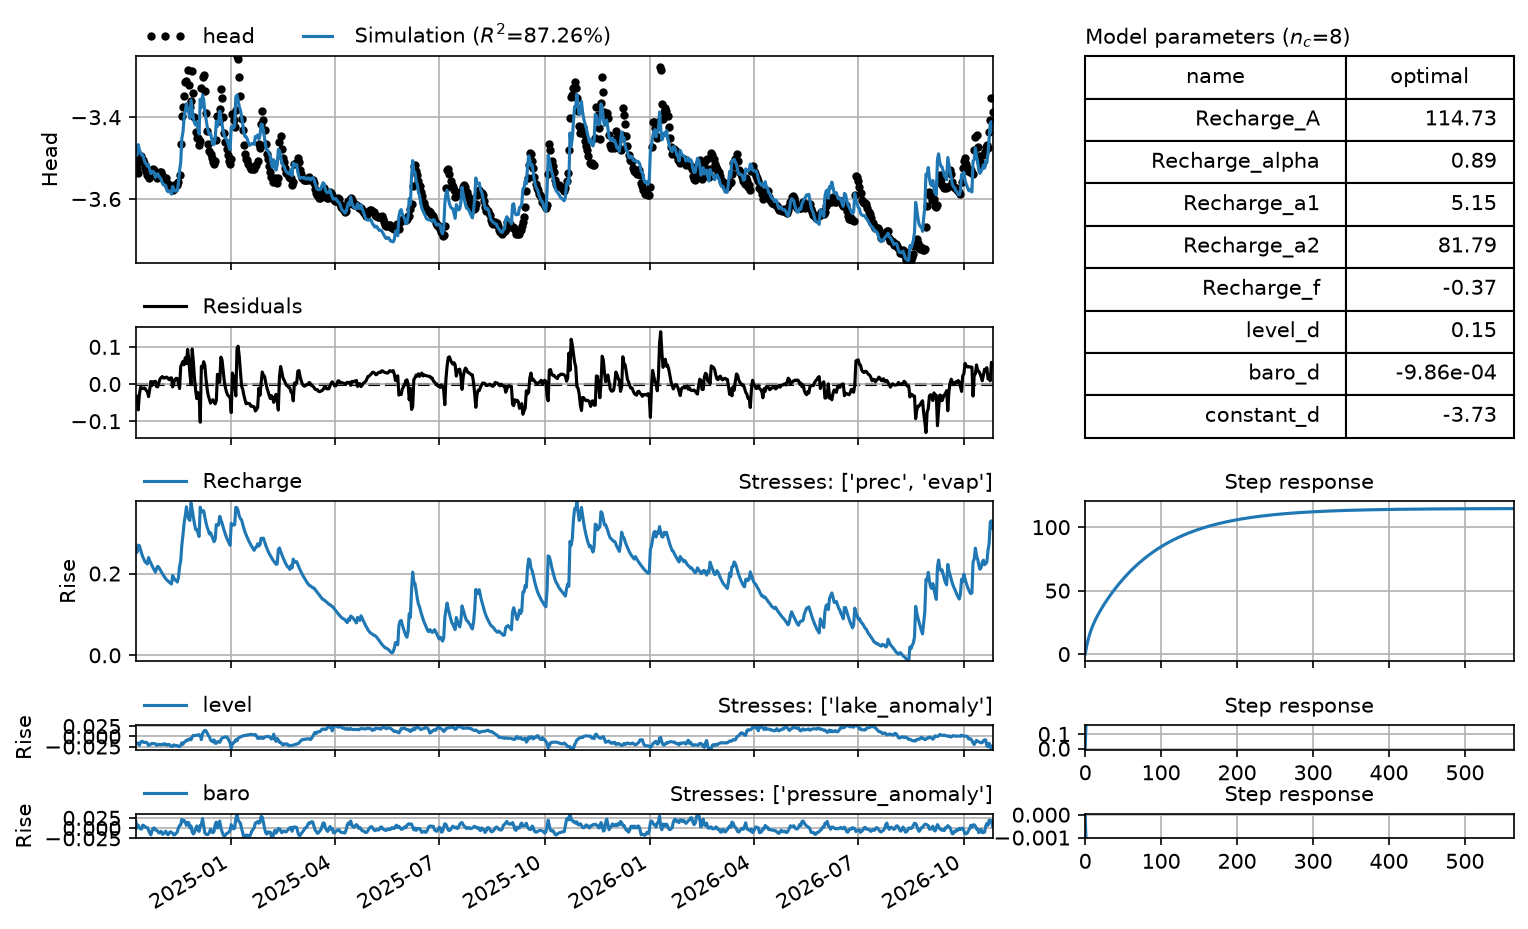 head Simulation (R²=87.26%)
Head
−3.4
−3.6
Residuals
0.1
0.0
−0.1
Recharge Stresses: ['prec', 'evap']
Rise
0.2
0.0
level Stresses: ['lake_anomaly']
Rise
0.025
0.000
−0.025
baro Stresses: ['pressure_anomaly']
Rise
0.025
0.000
−0.025
2025-01 2025-04 2025-07 2025-10 2026-01 2026-04 2026-07 2026-10
Model parameters (n_c=8)
name optimal
Recharge_A 114.73
Recharge_alpha 0.89
Recharge_a1 5.15
Recharge_a2 81.79
Recharge_f -0.37
level_d 0.15
baro_d -9.86e-04
constant_d -3.73
Step response
100
50
0
Step response
0.1
0.0
0 100 200 300 400 500
Step response
0.000
−0.001
0 100 200 300 400 500